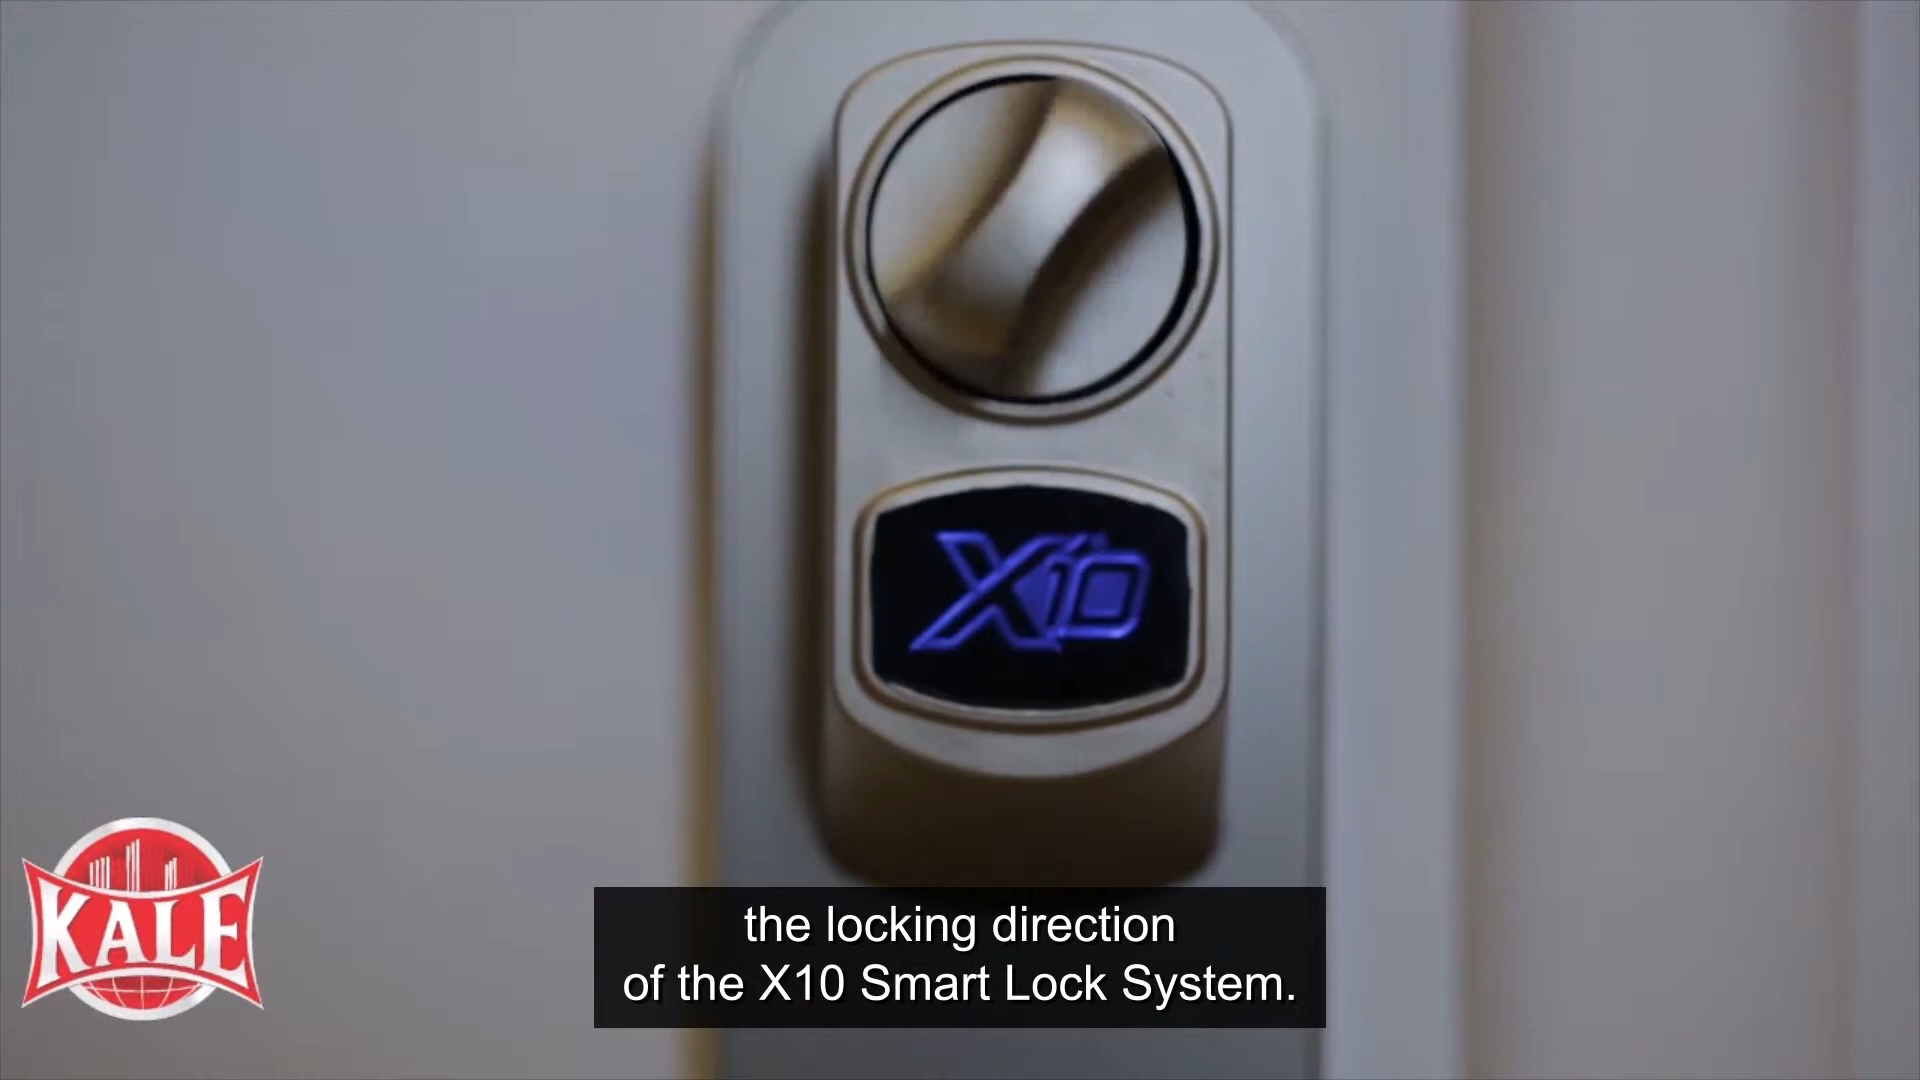 X10
KALE
the locking direction
of the X10 Smart Lock System.